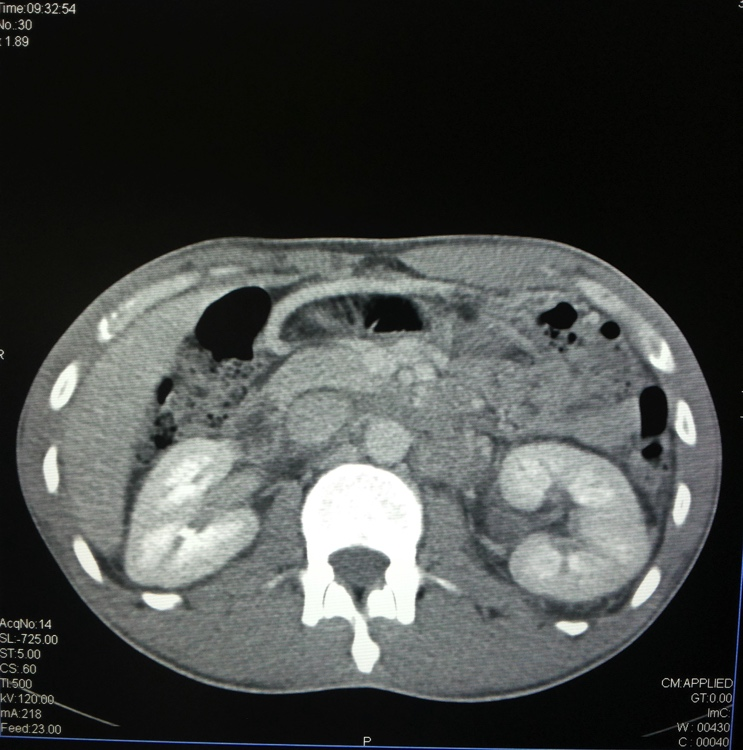 Time:09:32:54
No.:30
: 1.89
R
AcqNo:14
SL:-725.00
ST:5.00
CS:.60
TI:500
kV:120.00
mA:218
Feed:23.00
P
CM:APPLIED
GT:0.00
ImC:
W : 00430
C : 00040